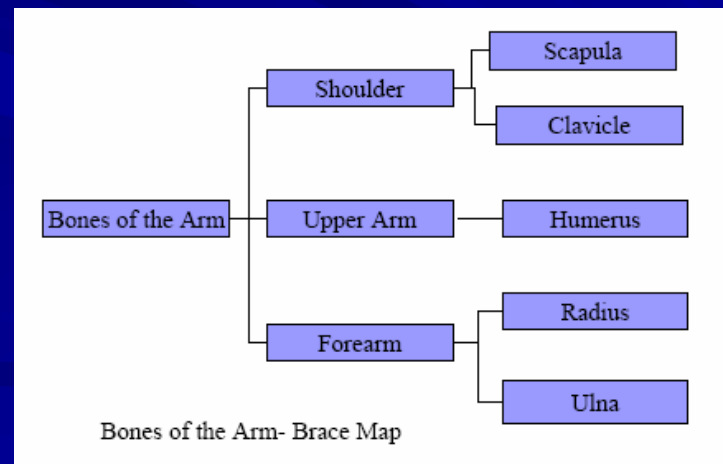 Scapula
Shoulder
Clavicle
Bones of the Arm
Upper Arm
Humerus
Radius
Forearm
Ulna
Bones of the Arm- Brace Map